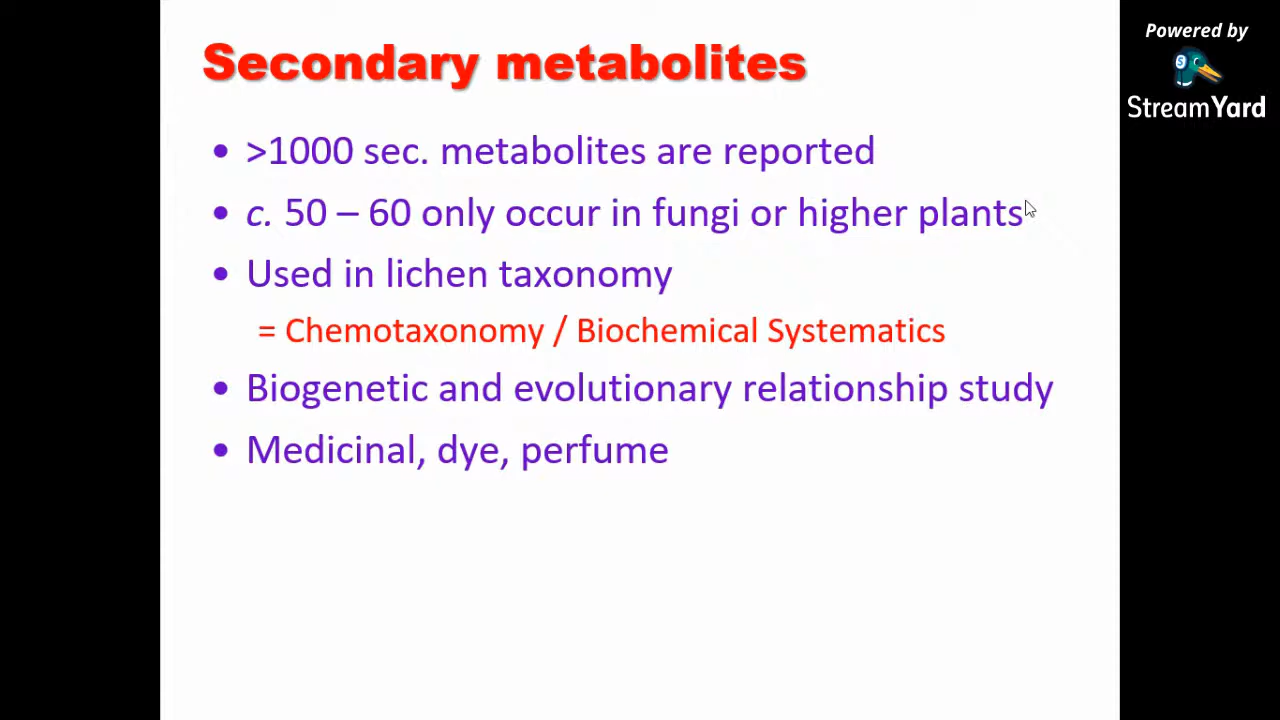 Secondary metabolites
Powered by
StreamYard
• >1000 sec. metabolites are reported
• c. 50 – 60 only occur in fungi or higher plants
• Used in lichen taxonomy
= Chemotaxonomy / Biochemical Systematics
• Biogenetic and evolutionary relationship study
• Medicinal, dye, perfume